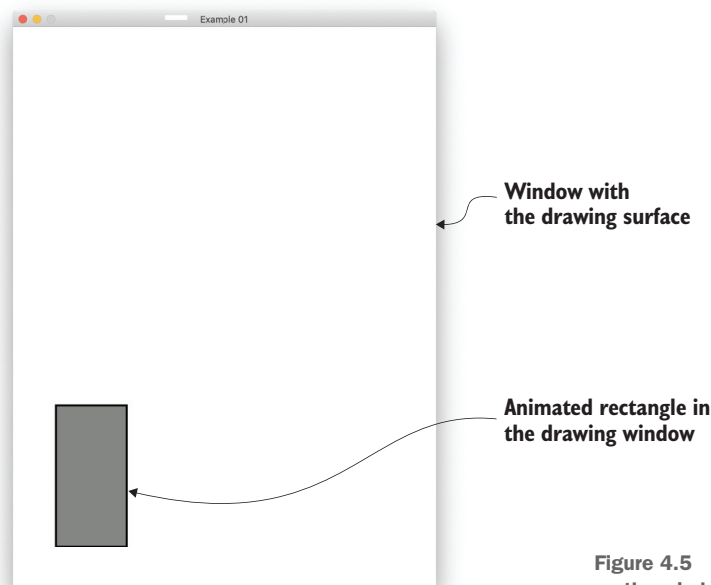 Example 01
Window with
the drawing surface
Animated rectangle in
the drawing window
Figure 4.5